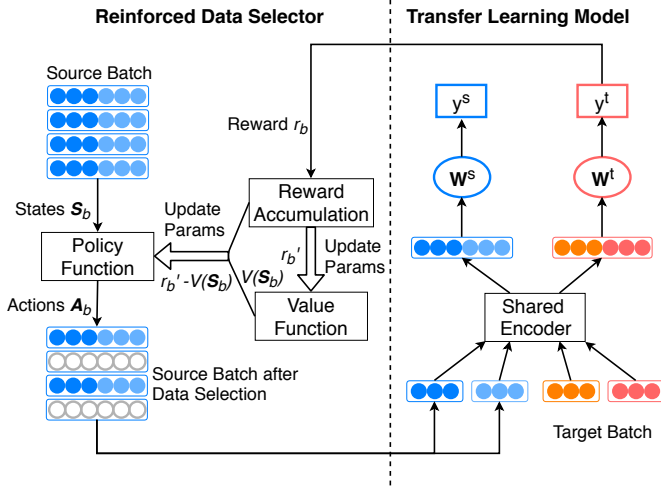 Reinforced Data Selector
Transfer Learning Model
Source Batch
States S_b
Policy
Function
Actions A_b
Source Batch after
Data Selection
Update
Params
r_b' -V(S_b)
V(S_b)
Reward r_b
Reward
Accumulation
r_b'
Update
Params
Value
Function
y^s
y^t
W^s
W^t
Shared
Encoder
Target Batch